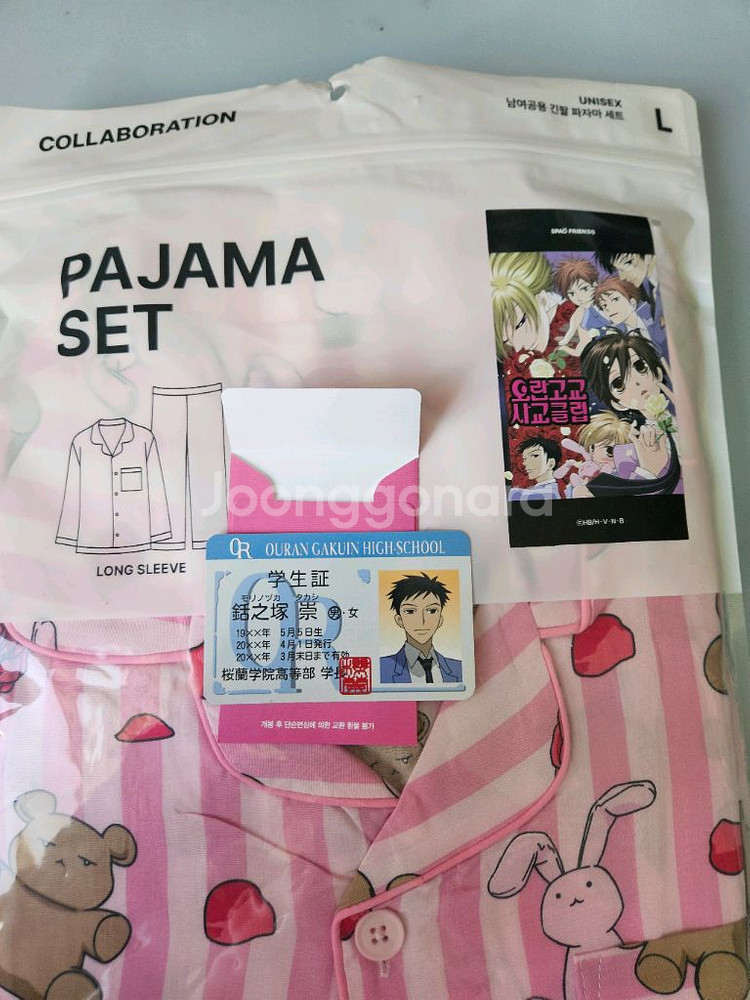 COLLABORATION
UNISEX
남여공용 긴팔 파자마 세트
L
PAJAMA
SET
SPAO FRIENDS
오란고교
사교클럽
©HB/H·V·N·B
LONG SLEEVE
Joonggonara
OR OURAN GAKUIN HIGH-SCHOOL
学生証
モリノヅカ タカシ
銛之塚 崇 男・女
19××年 5月5日生
20××年 4月1日発行
20××年 3月末日まで有効
桜蘭学院高等部 学長
개봉 후 단순변심에 의한 교환 환불 불가